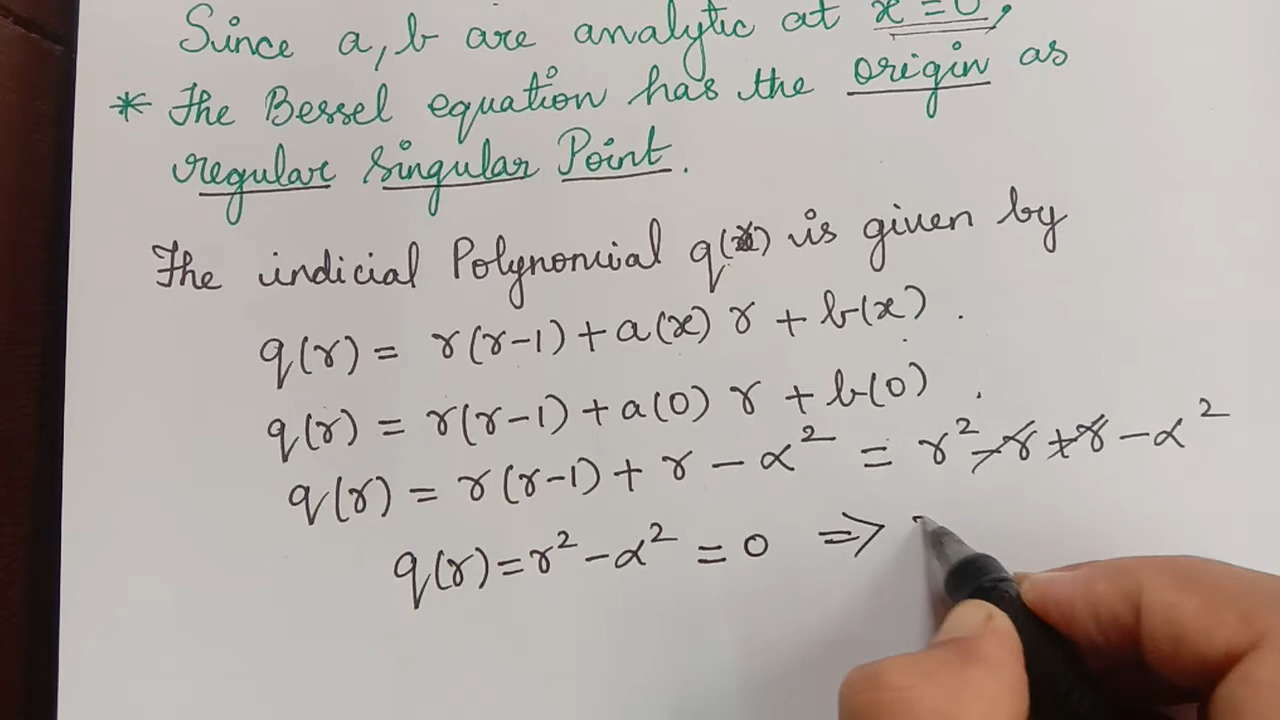 Since a, b are analytic at x = 0,
* The Bessel equation has the origin as
regular singular Point.
The indicial Polynomial q(r) is given by
q(r) = r(r-1) + a(x) r + b(x) .
q(r) = r(r-1) + a(0) r + b(0) .
q(r) = r(r-1) + r - α² = r² - r + r - α²
q(r) = r² - α² = 0 ⇒